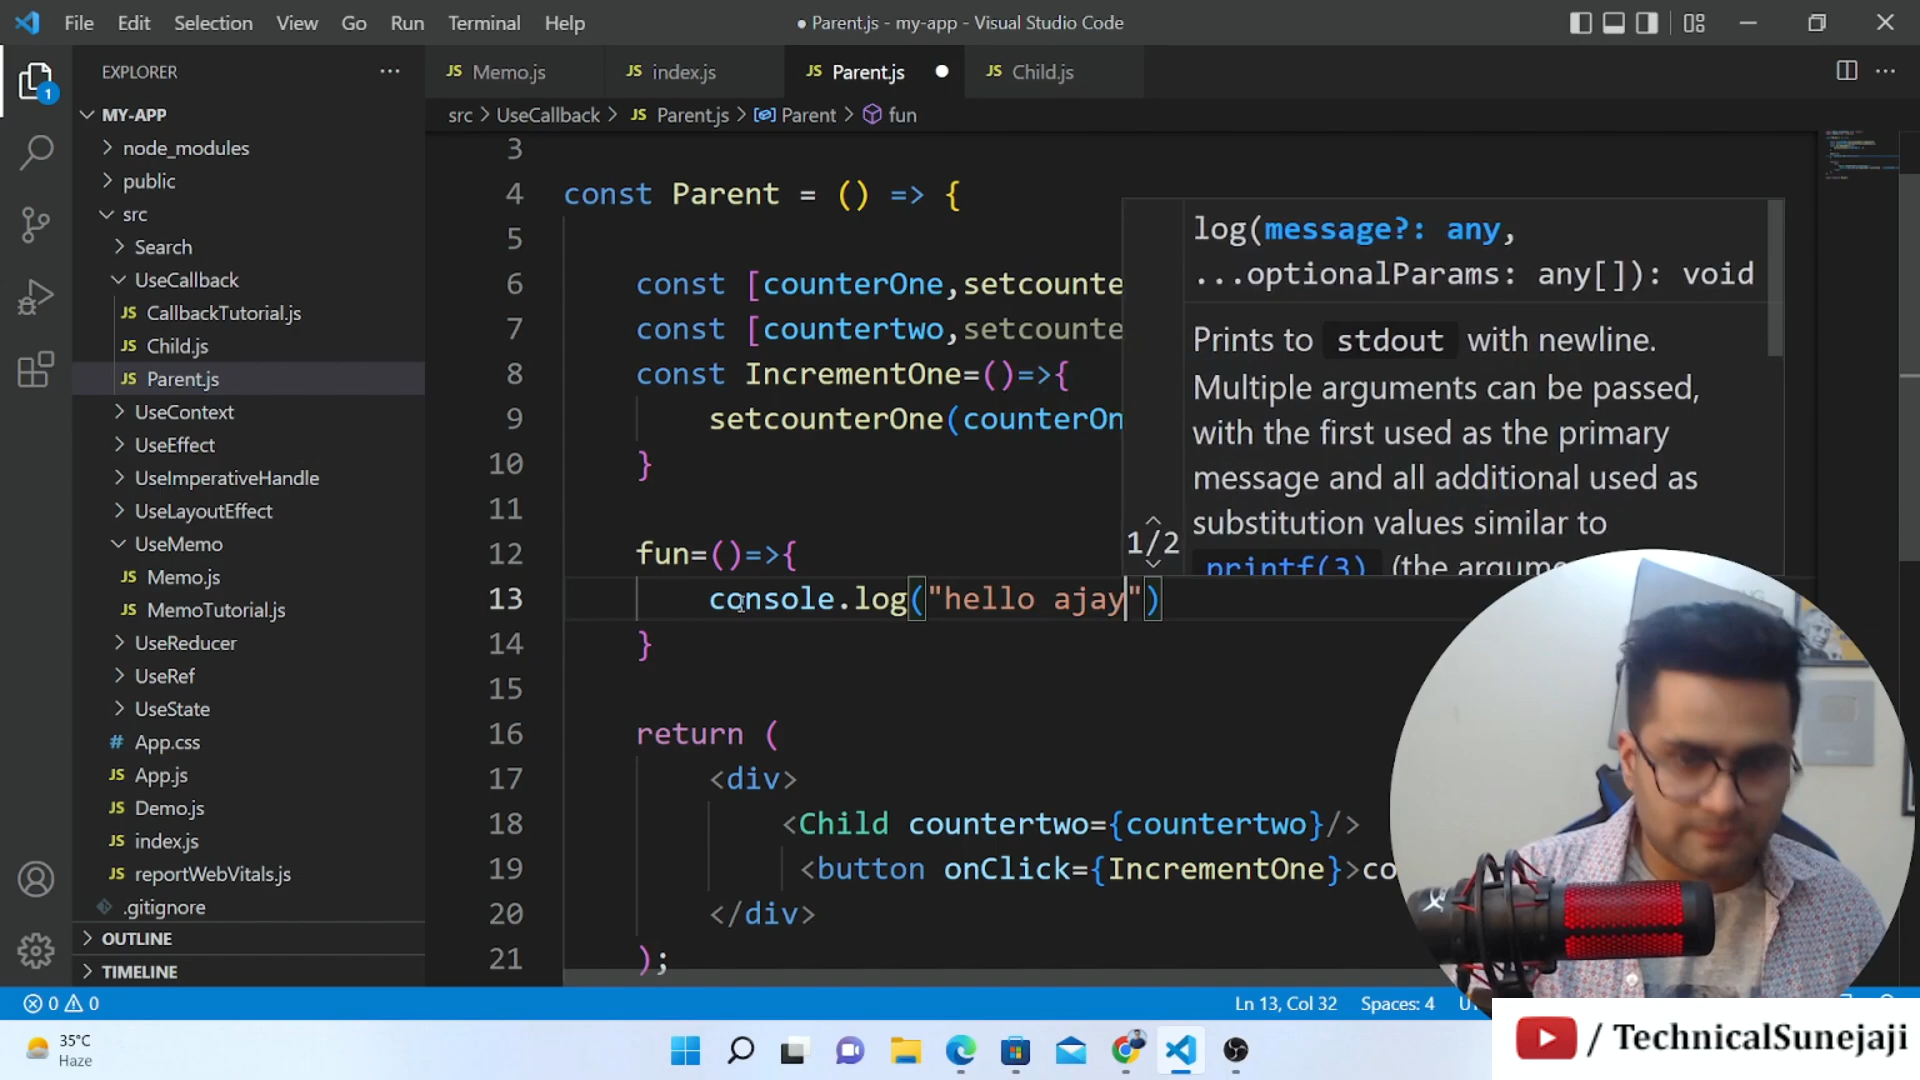 File Edit Selection View Go Run Terminal Help
● Parent.js - my-app - Visual Studio Code
EXPLORER
MY-APP
node_modules
public
src
Search
UseCallback
JS CallbackTutorial.js
JS Child.js
JS Parent.js
UseContext
UseEffect
UseImperativeHandle
UseLayoutEffect
UseMemo
JS Memo.js
JS MemoTutorial.js
UseReducer
UseRef
UseState
# App.css
JS App.js
JS Demo.js
JS index.js
JS reportWebVitals.js
.gitignore
OUTLINE
TIMELINE
1
JS Memo.js JS index.js JS Parent.js JS Child.js
src > UseCallback > JS Parent.js > Parent > fun
3
4 const Parent = () => {
5
6 const [counterOne,setcounte
7 const [countertwo,setcounte
8 const IncrementOne=()=>{
9 setcounterOne(counterOn
10 }
11
12 fun=()=>{
13 console.log("hello ajay")
14 }
15
16 return (
17 <div>
18 <Child countertwo={countertwo}/>
19 <button onClick={IncrementOne}>co
20 </div>
21 );
log(message?: any,
...optionalParams: any[]): void
Prints to stdout with newline.
Multiple arguments can be passed,
with the first used as the primary
message and all additional used as
substitution values similar to
printf(3) (the argume
1/2
0 0
Ln 13, Col 32 Spaces: 4
35°C
Haze
/ TechnicalSunejaji